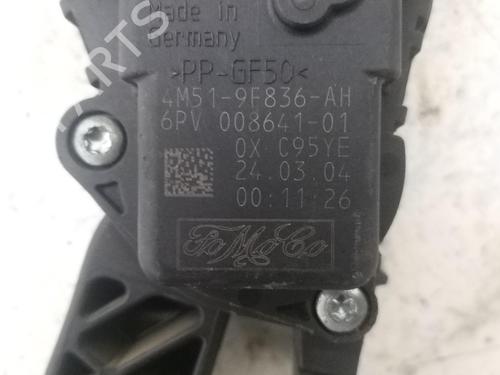 Made in
Germany
>PP-GF50<
4M51-9F836-AH
6PV 008641-01
0X C95YE
24.03.04
00:11:26
FoMoCo
PARTS